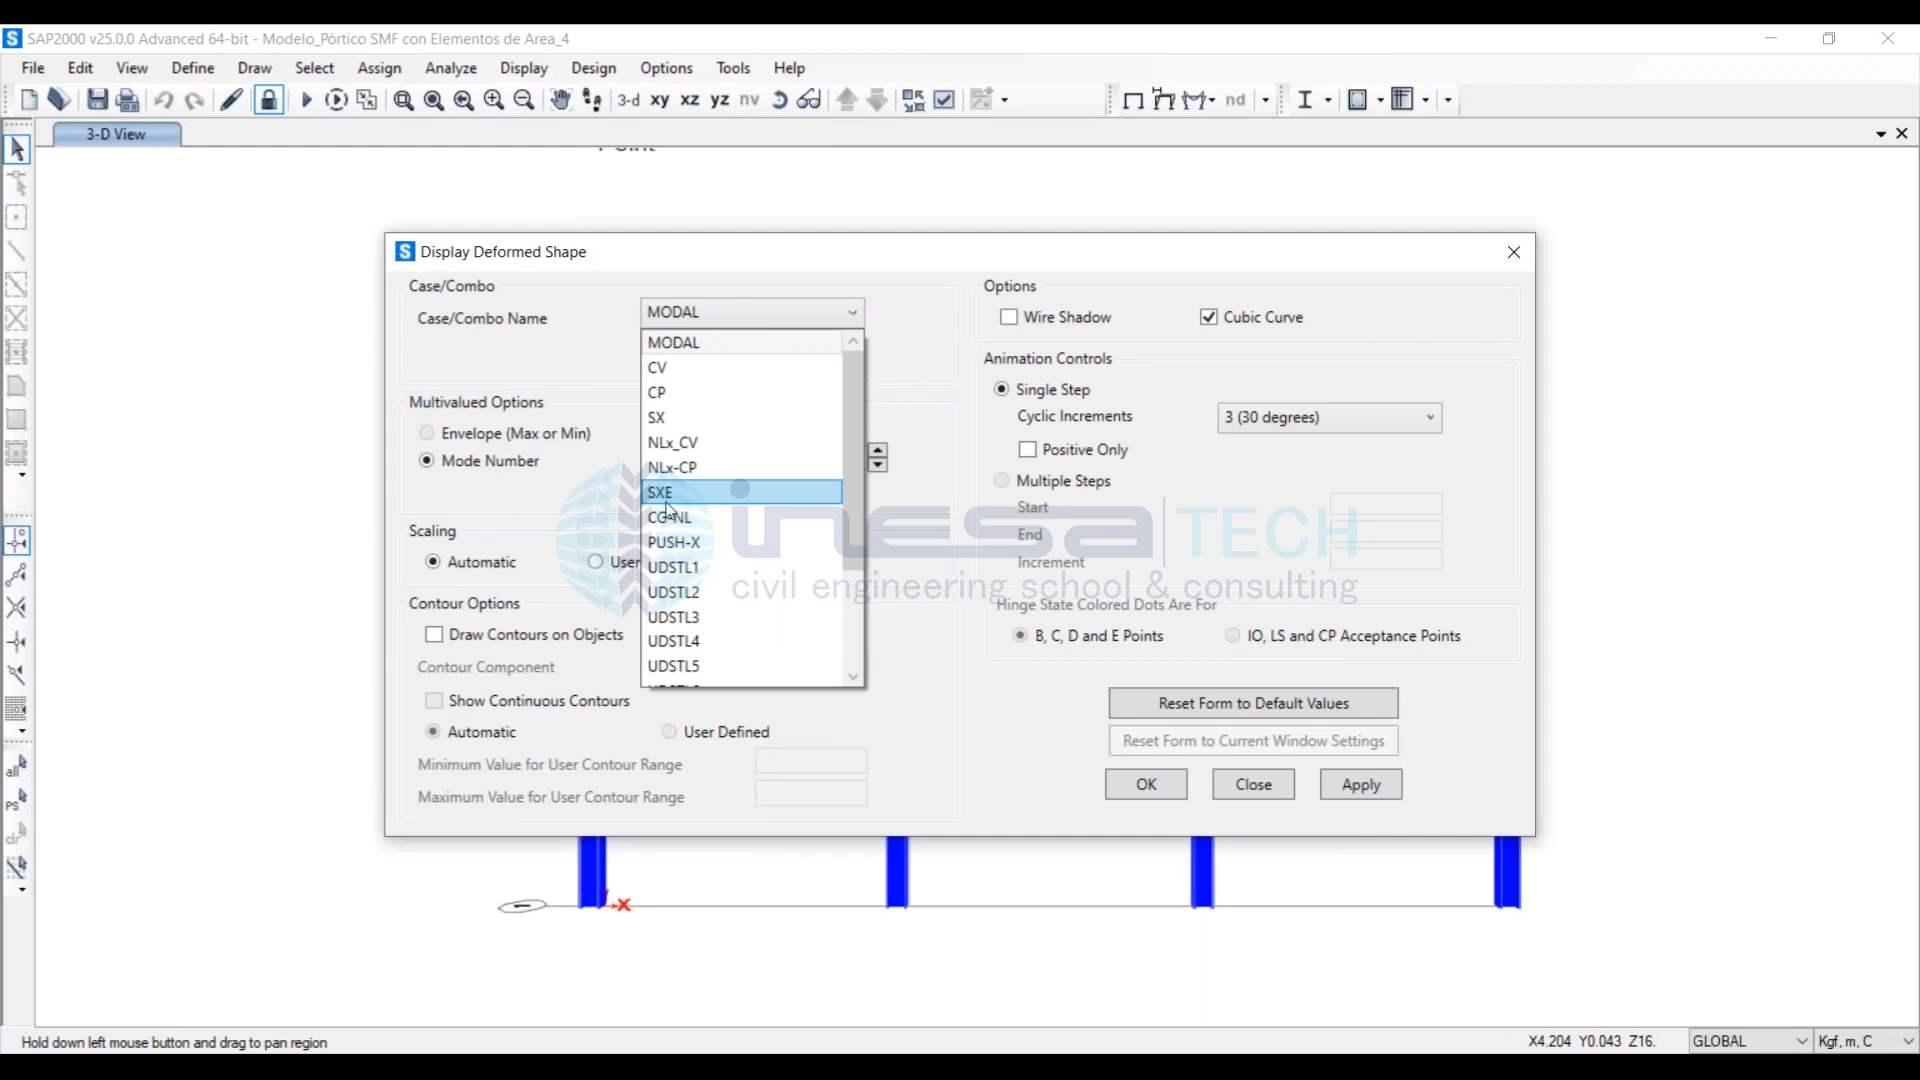 SAP2000 v25.0.0 Advanced 64-bit - Modelo_Pórtico SMF con Elementos de Area_4
File Edit View Define Draw Select Assign Analyze Display Design Options Tools Help
3-d xy xz yz nv nd
3-D View
Display Deformed Shape
Case/Combo
Case/Combo Name
MODAL
MODAL
CV
CP
SX
NLx_CV
NLx-CP
SXE
CG-NL
PUSH-X
UDSTL1
UDSTL2
UDSTL3
UDSTL4
UDSTL5
Multivalued Options
Envelope (Max or Min)
Mode Number
Scaling
Automatic
User
Contour Options
Draw Contours on Objects
Contour Component
Show Continuous Contours
Automatic
User Defined
Minimum Value for User Contour Range
Maximum Value for User Contour Range
Options
Wire Shadow
Cubic Curve
Animation Controls
Single Step
Cyclic Increments
3 (30 degrees)
Positive Only
Multiple Steps
Start
End
Increment
Hinge State Colored Dots Are For
B, C, D and E Points
IO, LS and CP Acceptance Points
Reset Form to Default Values
Reset Form to Current Window Settings
OK
Close
Apply
inesa TECH
civil engineering school & consulting
all
PS
X
Hold down left mouse button and drag to pan region
X4.204 Y0.043 Z16.
GLOBAL
Kgf, m, C